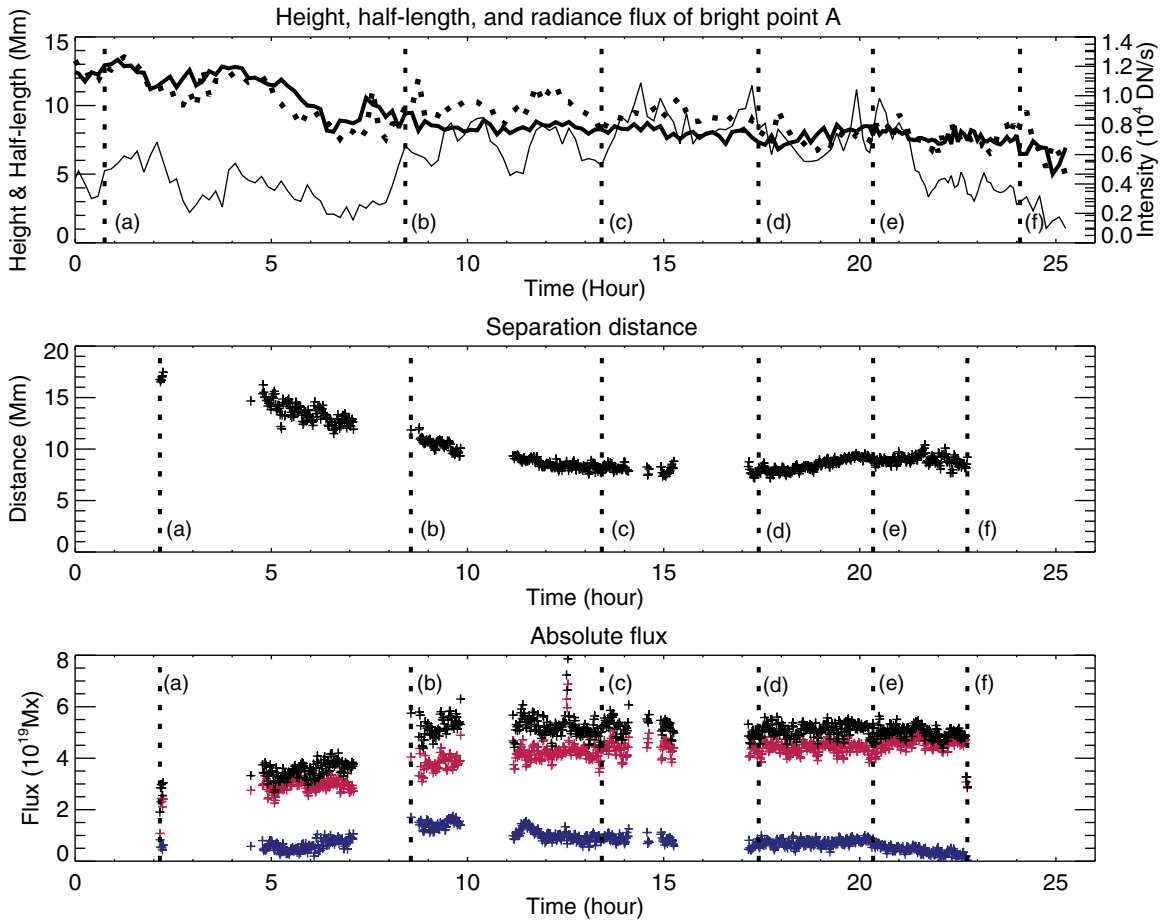 Height, half-length, and radiance flux of bright point A
Height & Half-length (Mm)
15
10
5
0
1.4
1.2
1.0
0.8
0.6
0.4
0.2
0.0
Intensity (10⁴ DN/s)
(a)
(b)
(c)
(d)
(e)
(f)
0 5 10 15 20 25
Time (Hour)
Separation distance
Distance (Mm)
20
15
10
5
0
(a)
(b)
(c)
(d)
(e)
(f)
0 5 10 15 20 25
Time (hour)
Absolute flux
Flux (10¹⁹Mx)
8
6
4
2
0
(a)
(b)
(c)
(d)
(e)
(f)
0 5 10 15 20 25
Time (hour)